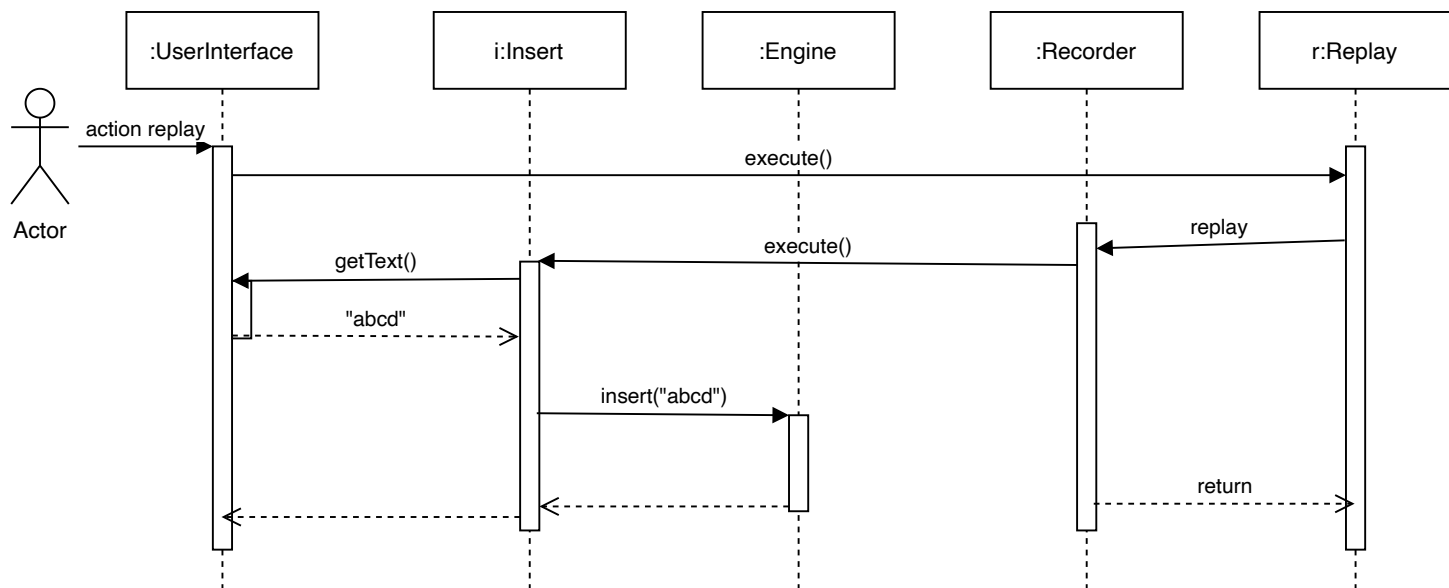 :UserInterface
i:Insert
:Engine
:Recorder
r:Replay
action replay
Actor
execute()
replay
execute()
getText()
"abcd"
insert("abcd")
return